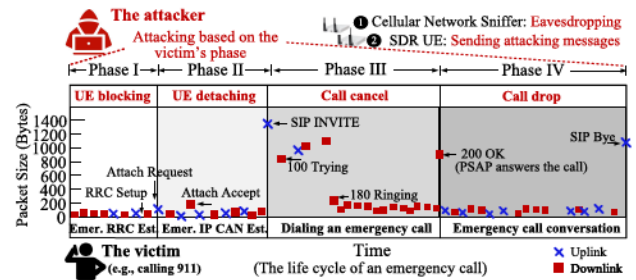 The attacker
❶ Cellular Network Sniffer: Eavesdropping
Attacking based on the
victim's phase
❷ SDR UE: Sending attacking messages
Phase I Phase II Phase III Phase IV
UE blocking UE detaching Call cancel Call drop
Packet Size (Bytes)
1400
1200
1000
800
600
400
200
0
SIP INVITE
SIP Bye
100 Trying
200 OK
(PSAP answers the call)
Attach Request
RRC Setup
Attach Accept
180 Ringing
Emer. RRC Est. Emer. IP CAN Est. Dialing an emergency call Emergency call conversation
The victim
(e.g., calling 911)
Time
(The life cycle of an emergency call)
Uplink
Downlink